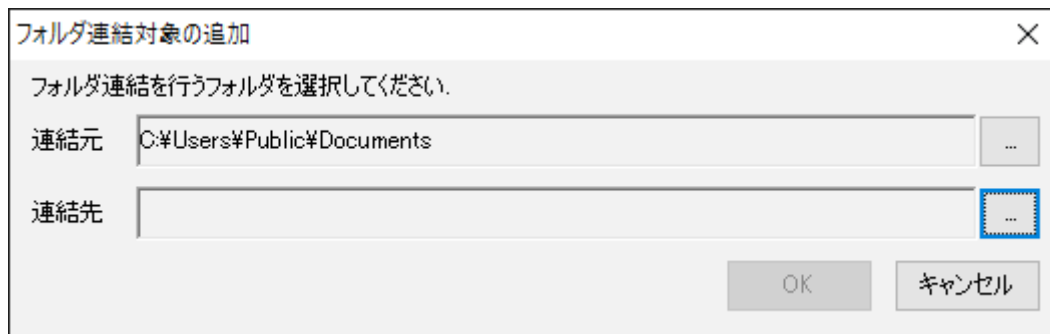 フォルダ連結対象の追加
フォルダ連結を行うフォルダを選択してください.
連結元 C:¥Users¥Public¥Documents ...
連結先 ...
OK キャンセル